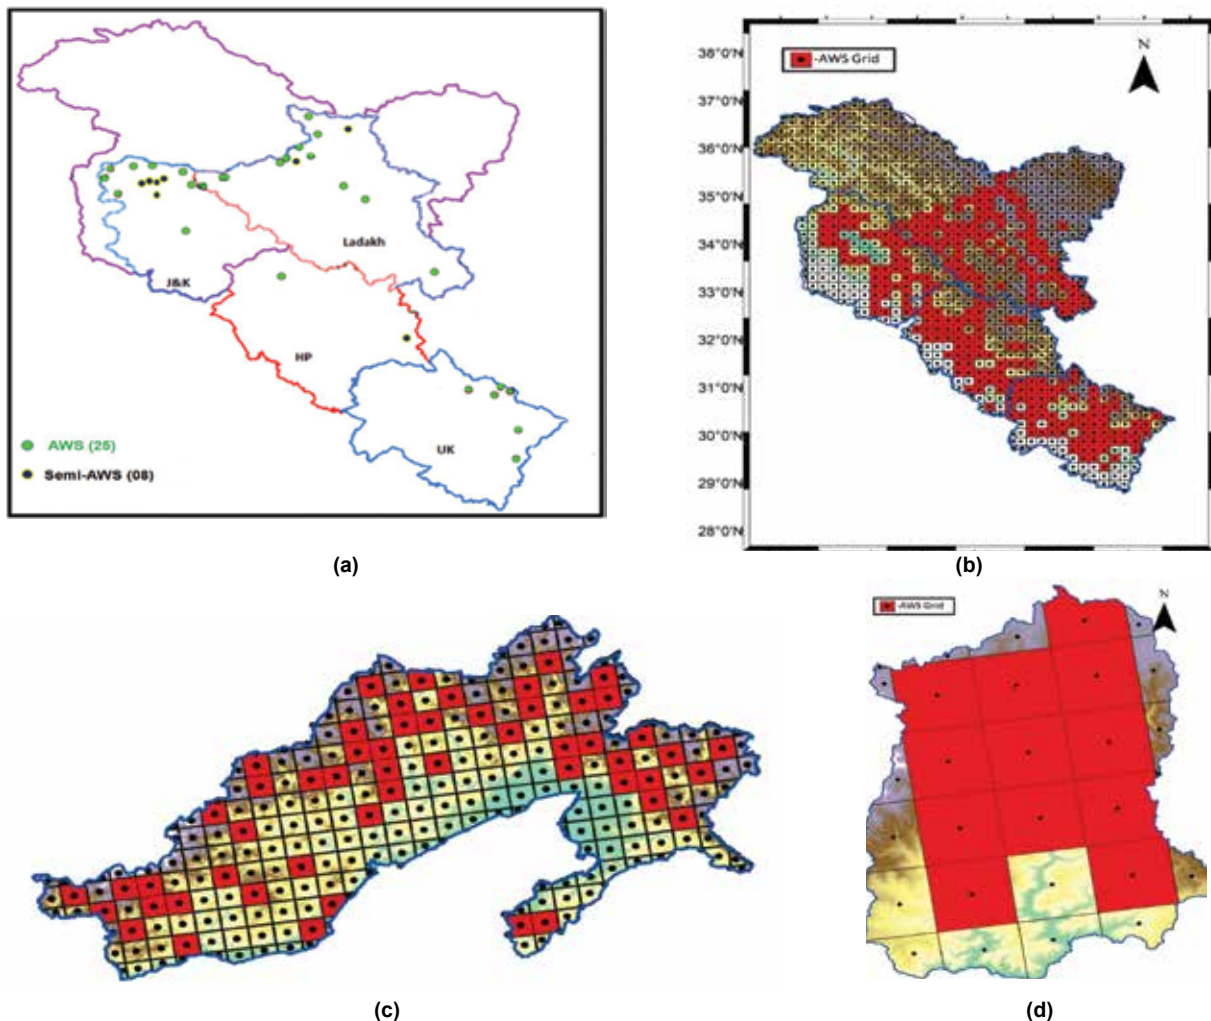 Ladakh
J&K
HP
UK
AWS (25)
Semi-AWS (08)
(a)
N
-AWS Grid
38°0'N
37°0'N
36°0'N
35°0'N
34°0'N
33°0'N
32°0'N
31°0'N
30°0'N
29°0'N
28°0'N
(b)
(c)
-AWS Grid
N
(d)